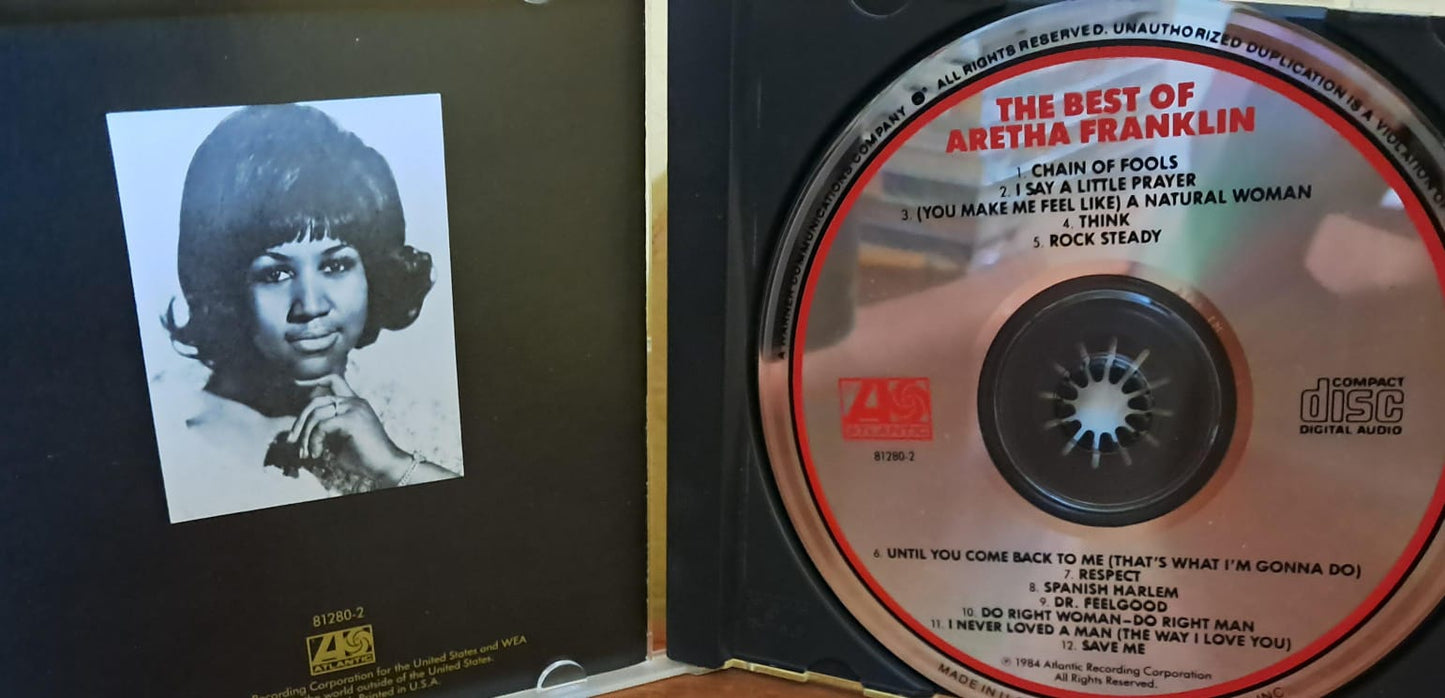 81280-2
ATLANTIC
Recording Corporation for the United States and WEA
the world outside of the United States.
Printed in U.S.A.
A WARNER COMMUNICATIONS COMPANY ALL RIGHTS RESERVED. UNAUTHORIZED DUPLICATION IS A VIOLATION OF
THE BEST OF
ARETHA FRANKLIN
1. CHAIN OF FOOLS
2. I SAY A LITTLE PRAYER
3. (YOU MAKE ME FEEL LIKE) A NATURAL WOMAN
4. THINK
5. ROCK STEADY
ATLANTIC
81280-2
COMPACT
disc
DIGITAL AUDIO
6. UNTIL YOU COME BACK TO ME (THAT'S WHAT I'M GONNA DO)
7. RESPECT
8. SPANISH HARLEM
9. DR. FEELGOOD
10. DO RIGHT WOMAN–DO RIGHT MAN
11. I NEVER LOVED A MAN (THE WAY I LOVE YOU)
12. SAVE ME
℗ 1984 Atlantic Recording Corporation
All Rights Reserved.
MADE IN